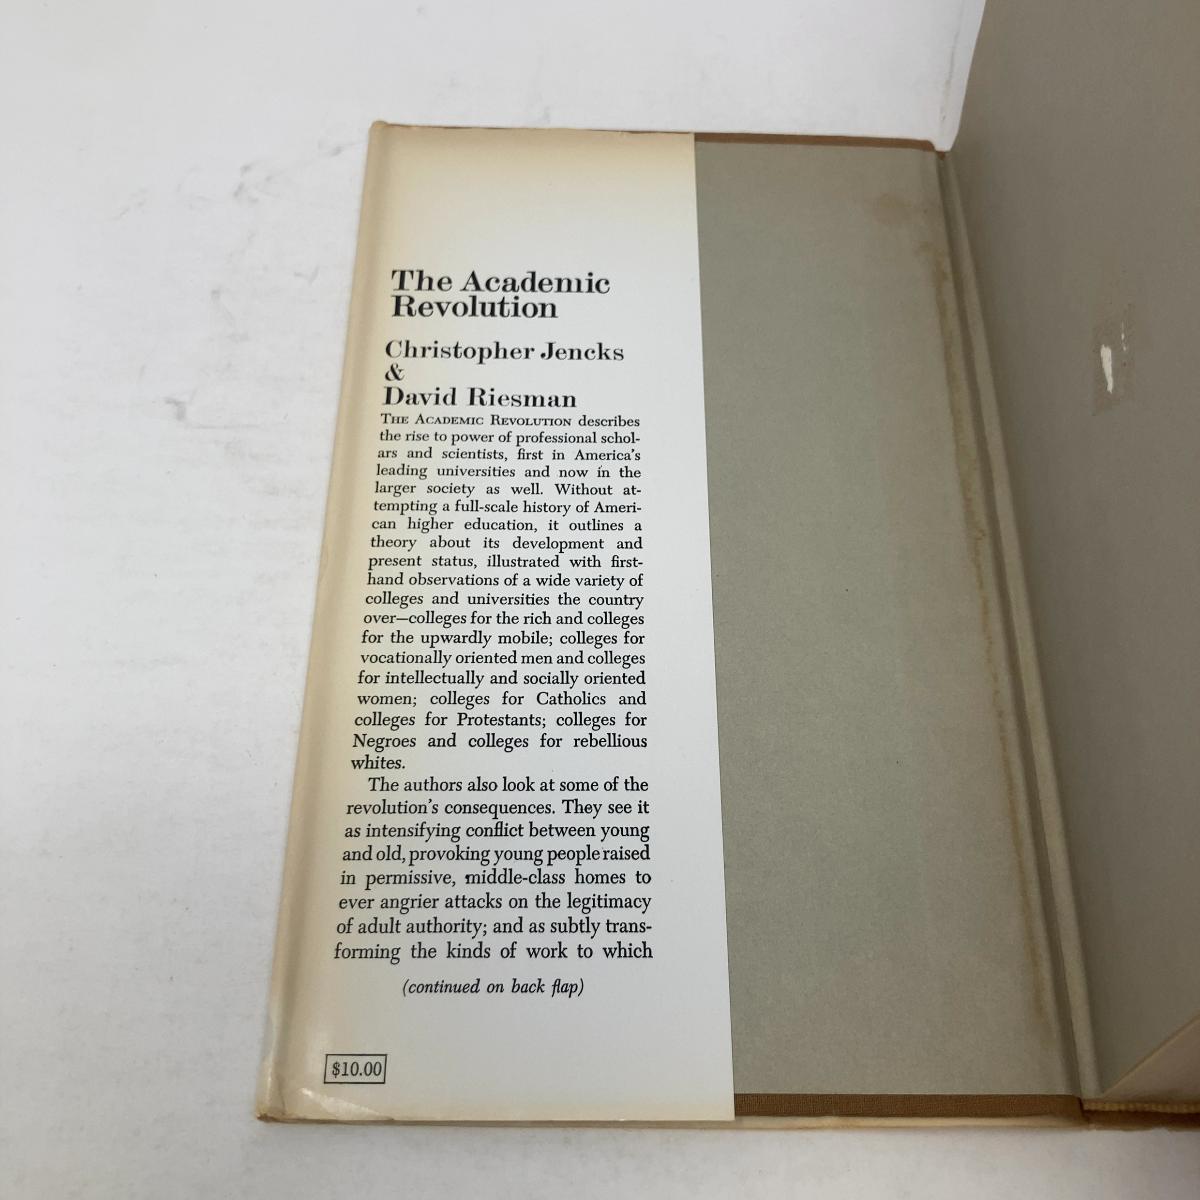 The Academic
Revolution
Christopher Jencks
&
David Riesman
THE ACADEMIC REVOLUTION describes
the rise to power of professional schol-
ars and scientists, first in America's
leading universities and now in the
larger society as well. Without at-
tempting a full-scale history of Ameri-
can higher education, it outlines a
theory about its development and
present status, illustrated with first-
hand observations of a wide variety of
colleges and universities the country
over—colleges for the rich and colleges
for the upwardly mobile; colleges for
vocationally oriented men and colleges
for intellectually and socially oriented
women; colleges for Catholics and
colleges for Protestants; colleges for
Negroes and colleges for rebellious
whites.
The authors also look at some of the
revolution's consequences. They see it
as intensifying conflict between young
and old, provoking young people raised
in permissive, middle-class homes to
ever angrier attacks on the legitimacy
of adult authority; and as subtly trans-
forming the kinds of work to which
(continued on back flap)
$10.00